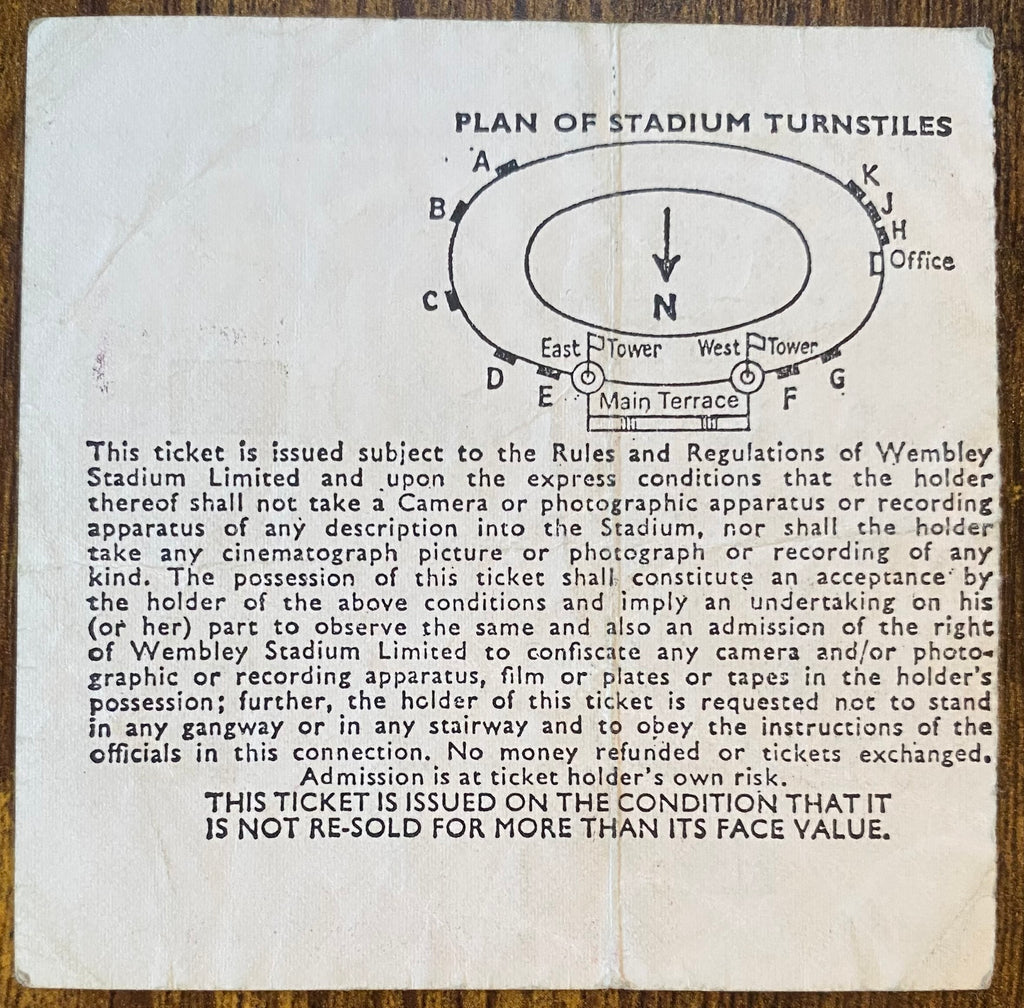 PLAN OF STADIUM TURNSTILES
A
K
B
J
H
Office
C
N
East Tower West Tower
D
E
F
G
Main Terrace
This ticket is issued subject to the Rules and Regulations of Wembley
Stadium Limited and upon the express conditions that the holder
thereof shall not take a Camera or photographic apparatus or recording
apparatus of any description into the Stadium, nor shall the holder
take any cinematograph picture or photograph or recording of any
kind. The possession of this ticket shall constitute an acceptance by
the holder of the above conditions and imply an undertaking on his
(or her) part to observe the same and also an admission of the right
of Wembley Stadium Limited to confiscate any camera and/or photo-
graphic or recording apparatus, film or plates or tapes in the holder's
possession; further, the holder of this ticket is requested not to stand
in any gangway or in any stairway and to obey the instructions of the
officials in this connection. No money refunded or tickets exchanged.
Admission is at ticket holder's own risk.
THIS TICKET IS ISSUED ON THE CONDITION THAT IT
IS NOT RE-SOLD FOR MORE THAN ITS FACE VALUE.